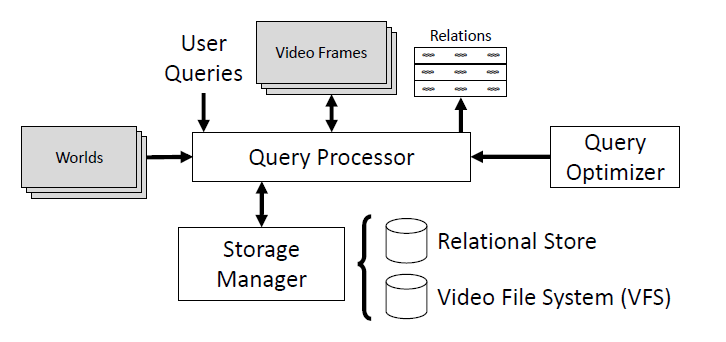 User
Queries
Video Frames
Relations
Worlds
Query Processor
Query
Optimizer
Storage
Manager
Relational Store
Video File System (VFS)